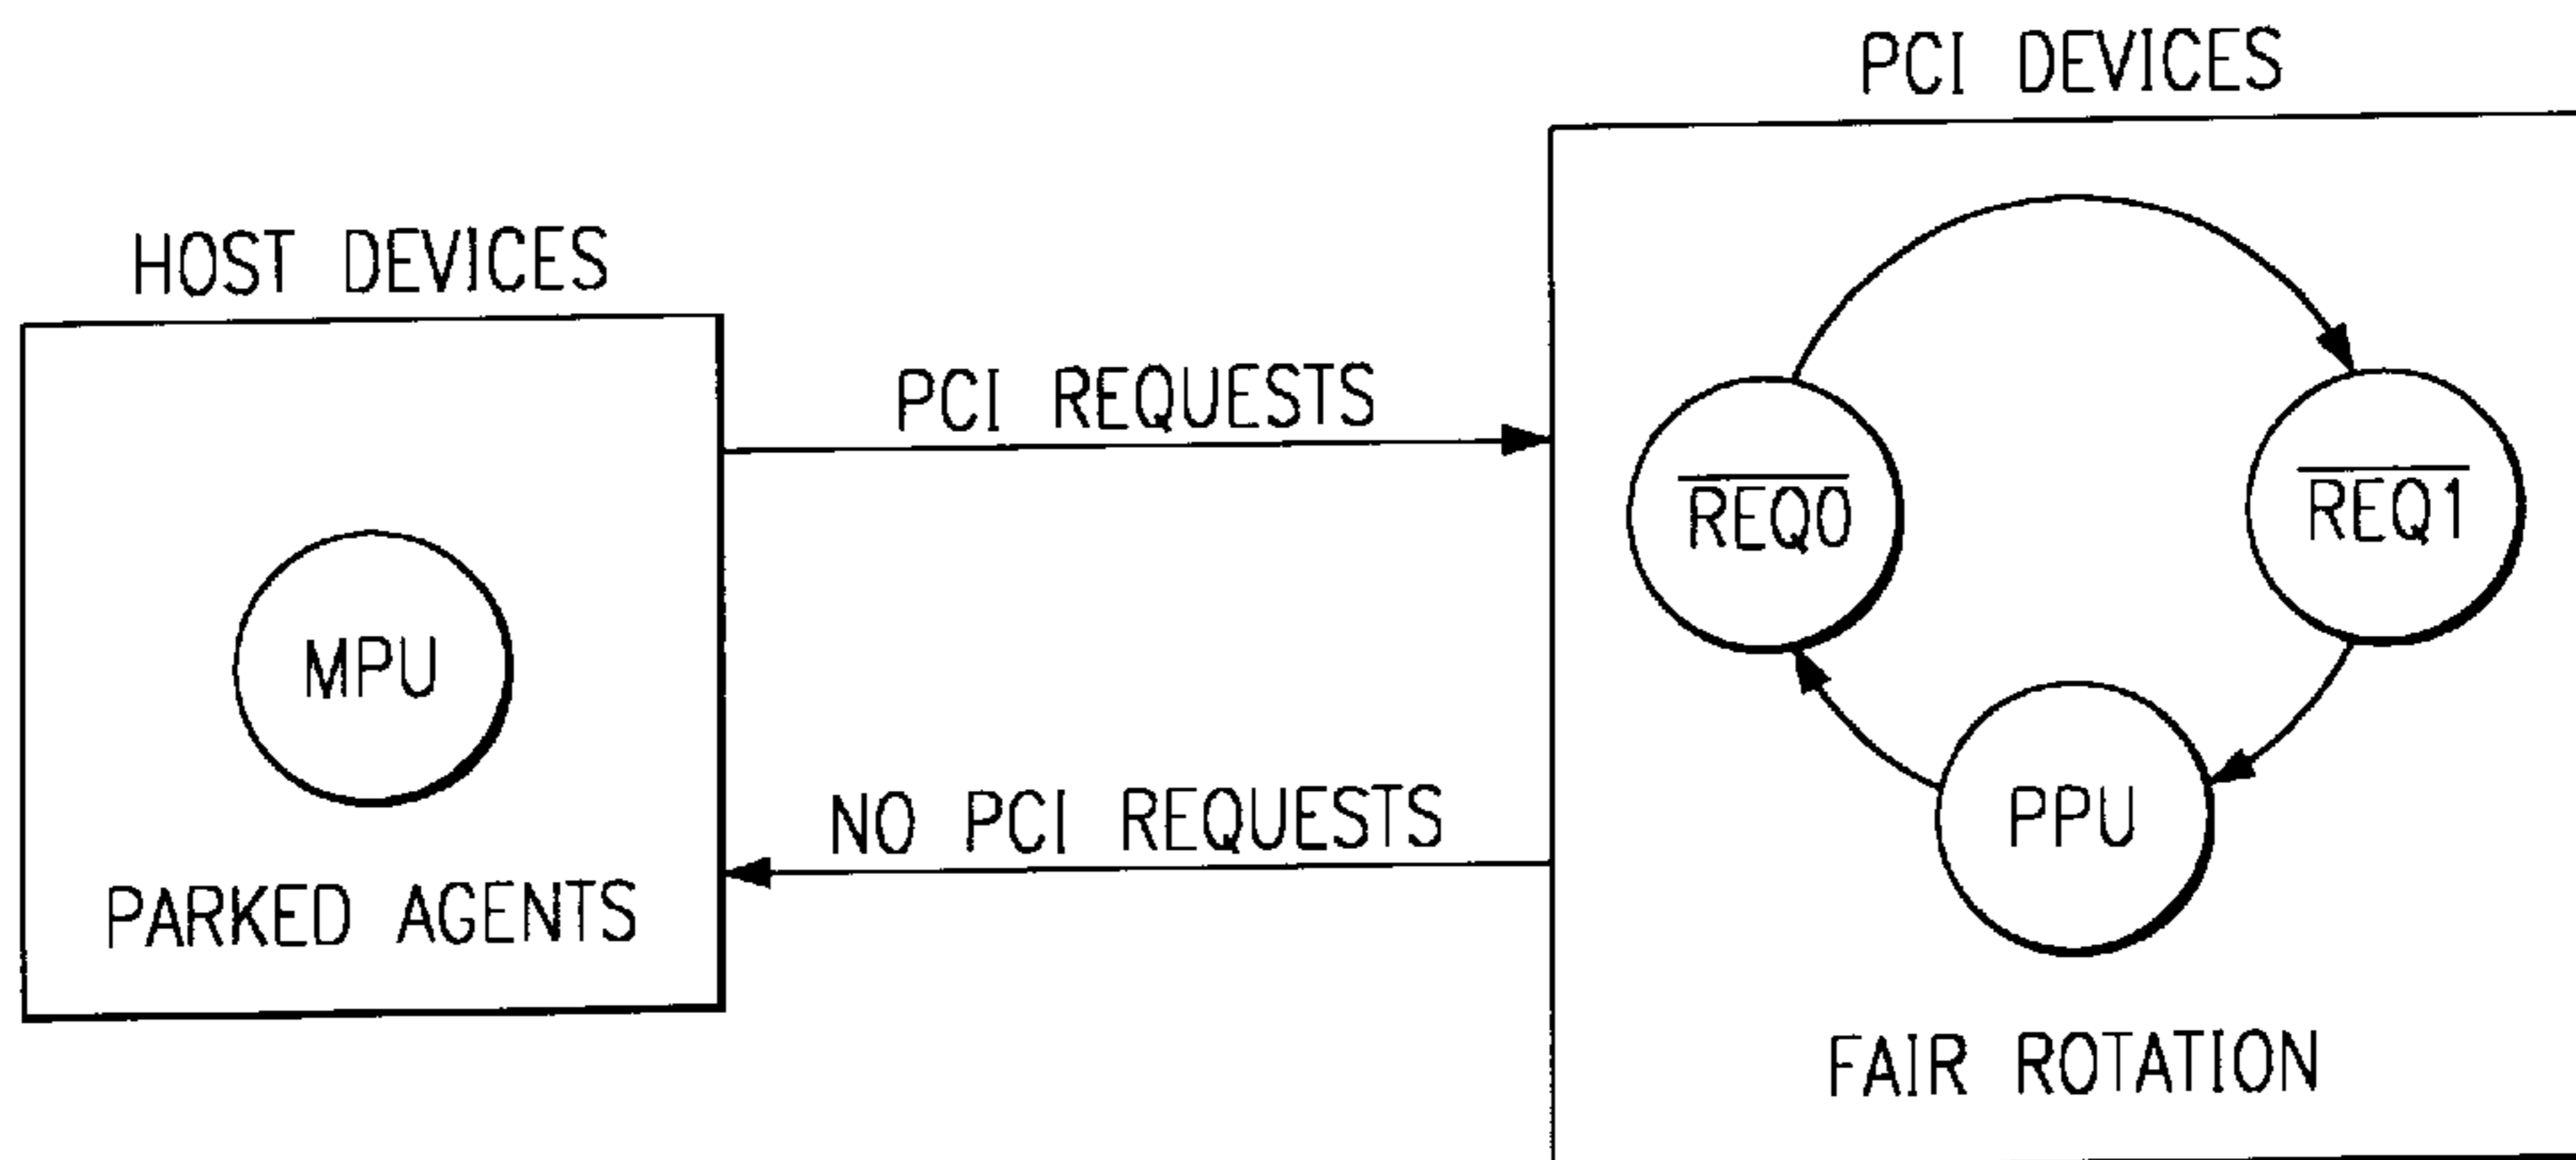 PCI DEVICES
HOST DEVICES
PCI REQUESTS
REQ0
REQ1
MPU
PPU
NO PCI REQUESTS
PARKED AGENTS
FAIR ROTATION